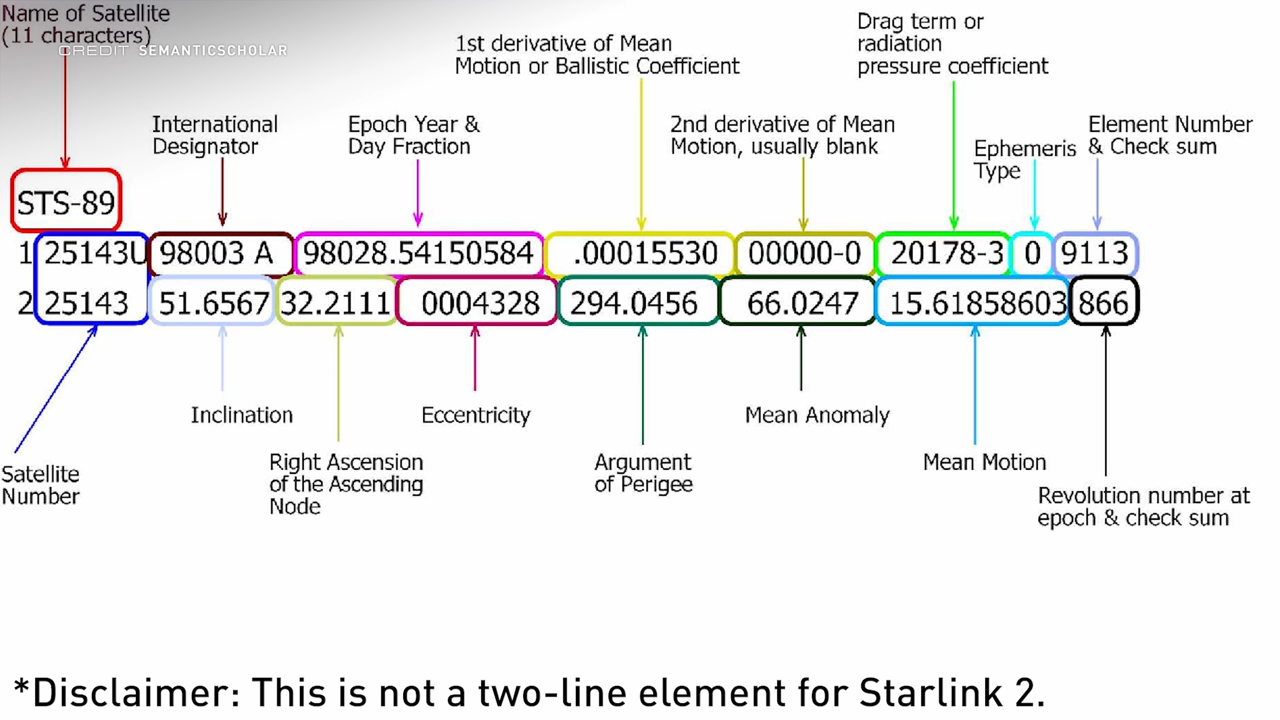 Name of Satellite
(11 characters)
CREDIT SEMANTICSCHOLAR
1st derivative of Mean
Motion or Ballistic Coefficient
Drag term or
radiation
pressure coefficient
International
Designator
Epoch Year &
Day Fraction
2nd derivative of Mean
Motion, usually blank
Ephemeris
Type
Element Number
& Check sum
STS-89
1 25143U 98003 A 98028.54150584 .00015530 00000-0 20178-3 0 9113
2 25143 51.6567 32.2111 0004328 294.0456 66.0247 15.61858603 866
Inclination
Eccentricity
Mean Anomaly
Satellite
Number
Right Ascension
of the Ascending
Node
Argument
of Perigee
Mean Motion
Revolution number at
epoch & check sum
*Disclaimer: This is not a two-line element for Starlink 2.